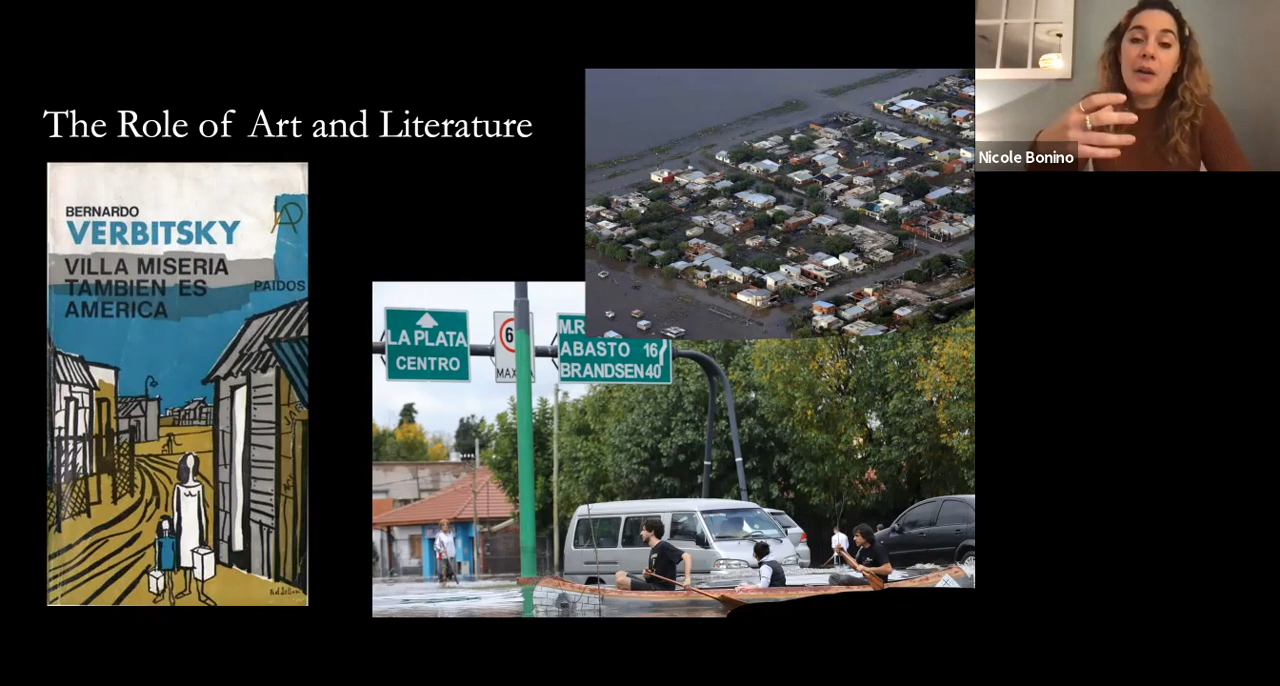 The Role of Art and Literature
BERNARDO
VERBITSKY
VILLA MISERIA
TAMBIEN ES
AMERICA
PAIDOS
LA PLATA
CENTRO
6
MAX
M.R
ABASTO 16
BRANDSEN 40
Nicole Bonino